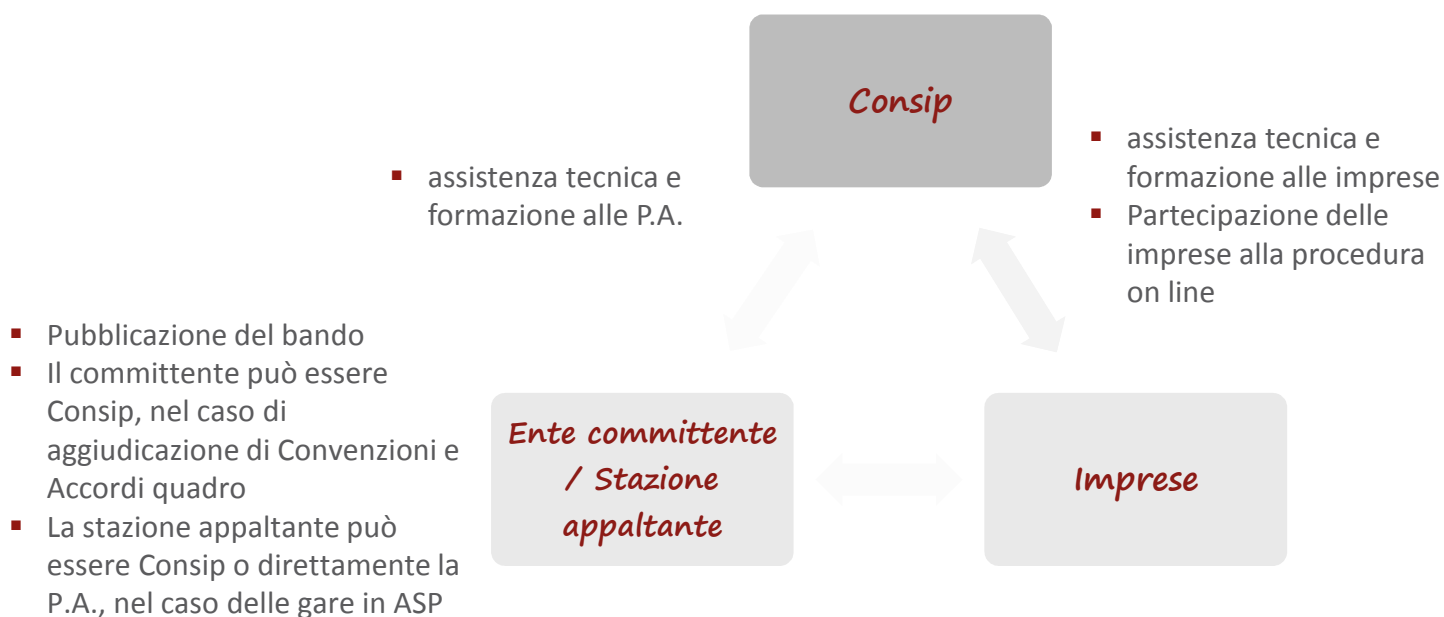 Consip
▪ assistenza tecnica e
formazione alle P.A.
▪ assistenza tecnica e
formazione alle imprese
▪ Partecipazione delle
imprese alla procedura
on line
▪ Pubblicazione del bando
▪ Il committente può essere
Consip, nel caso di
aggiudicazione di Convenzioni e
Accordi quadro
▪ La stazione appaltante può
essere Consip o direttamente la
P.A., nel caso delle gare in ASP
Ente committente
/ Stazione
appaltante
Imprese